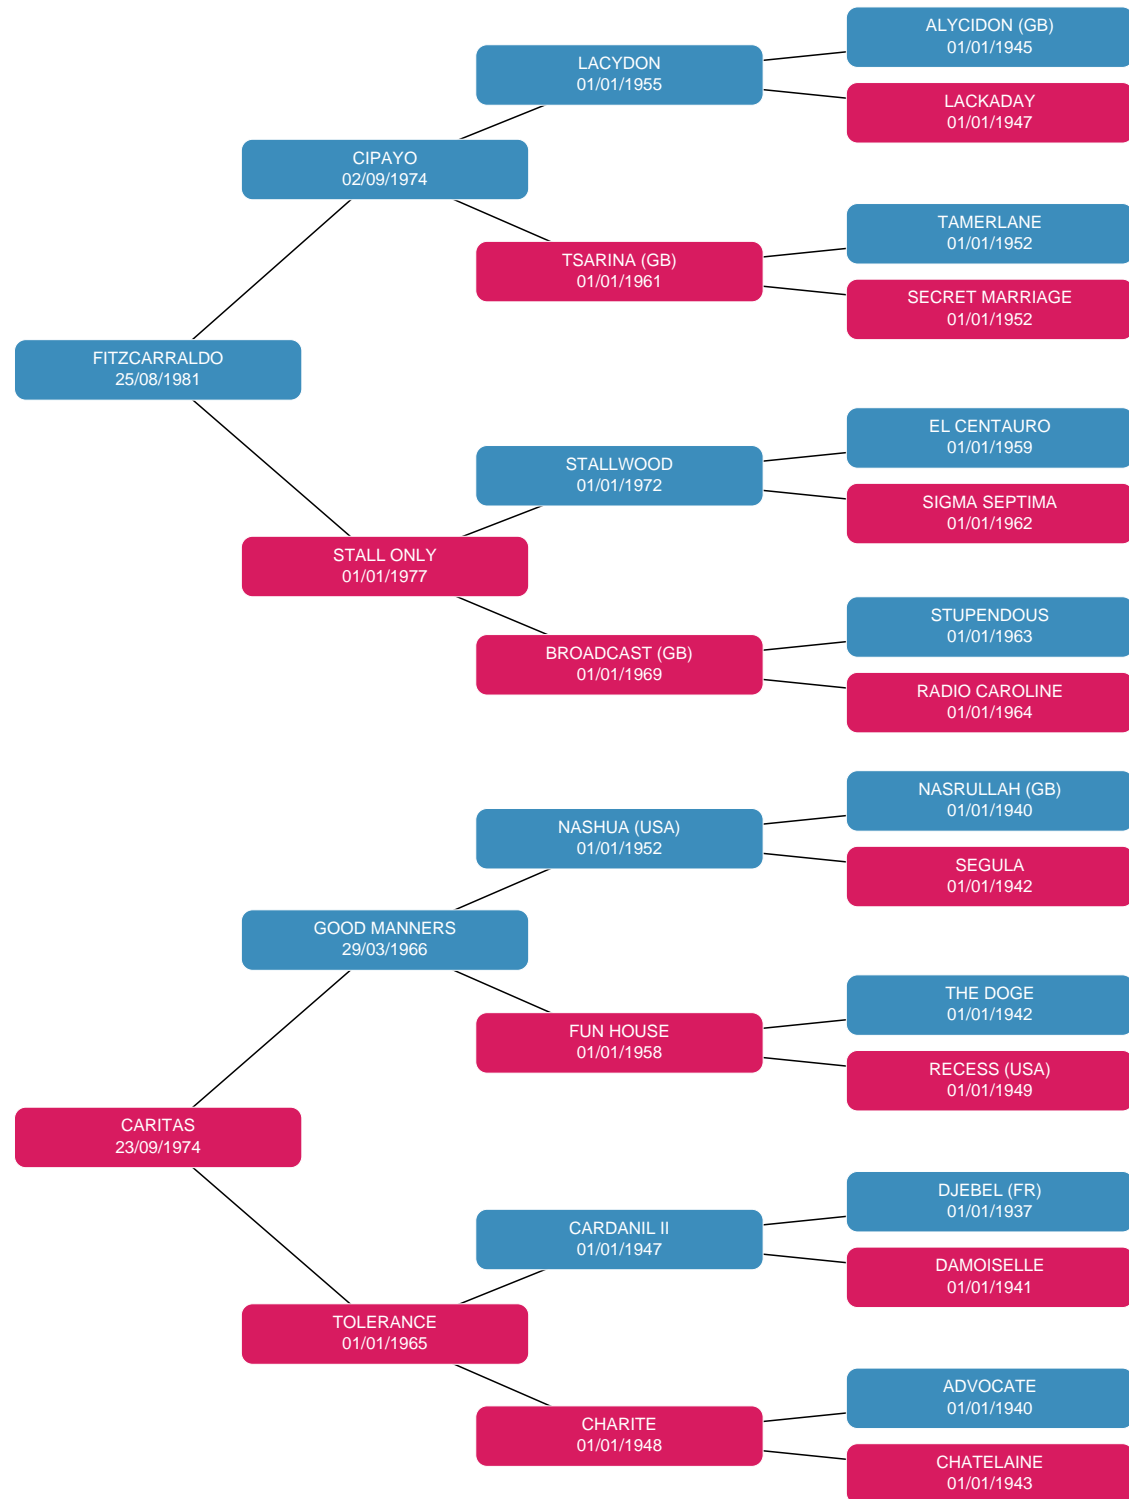 ALYCIDON (GB)
01/01/1945
LACYDON
01/01/1955
LACKADAY
01/01/1947
CIPAYO
02/09/1974
TAMERLANE
01/01/1952
TSARINA (GB)
01/01/1961
SECRET MARRIAGE
01/01/1952
FITZCARRALDO
25/08/1981
EL CENTAURO
01/01/1959
STALLWOOD
01/01/1972
SIGMA SEPTIMA
01/01/1962
STALL ONLY
01/01/1977
STUPENDOUS
01/01/1963
BROADCAST (GB)
01/01/1969
RADIO CAROLINE
01/01/1964
NASRULLAH (GB)
01/01/1940
NASHUA (USA)
01/01/1952
SEGULA
01/01/1942
GOOD MANNERS
29/03/1966
THE DOGE
01/01/1942
FUN HOUSE
01/01/1958
RECESS (USA)
01/01/1949
CARITAS
23/09/1974
DJEBEL (FR)
01/01/1937
CARDANIL II
01/01/1947
DAMOISELLE
01/01/1941
TOLERANCE
01/01/1965
ADVOCATE
01/01/1940
CHARITE
01/01/1948
CHATELAINE
01/01/1943